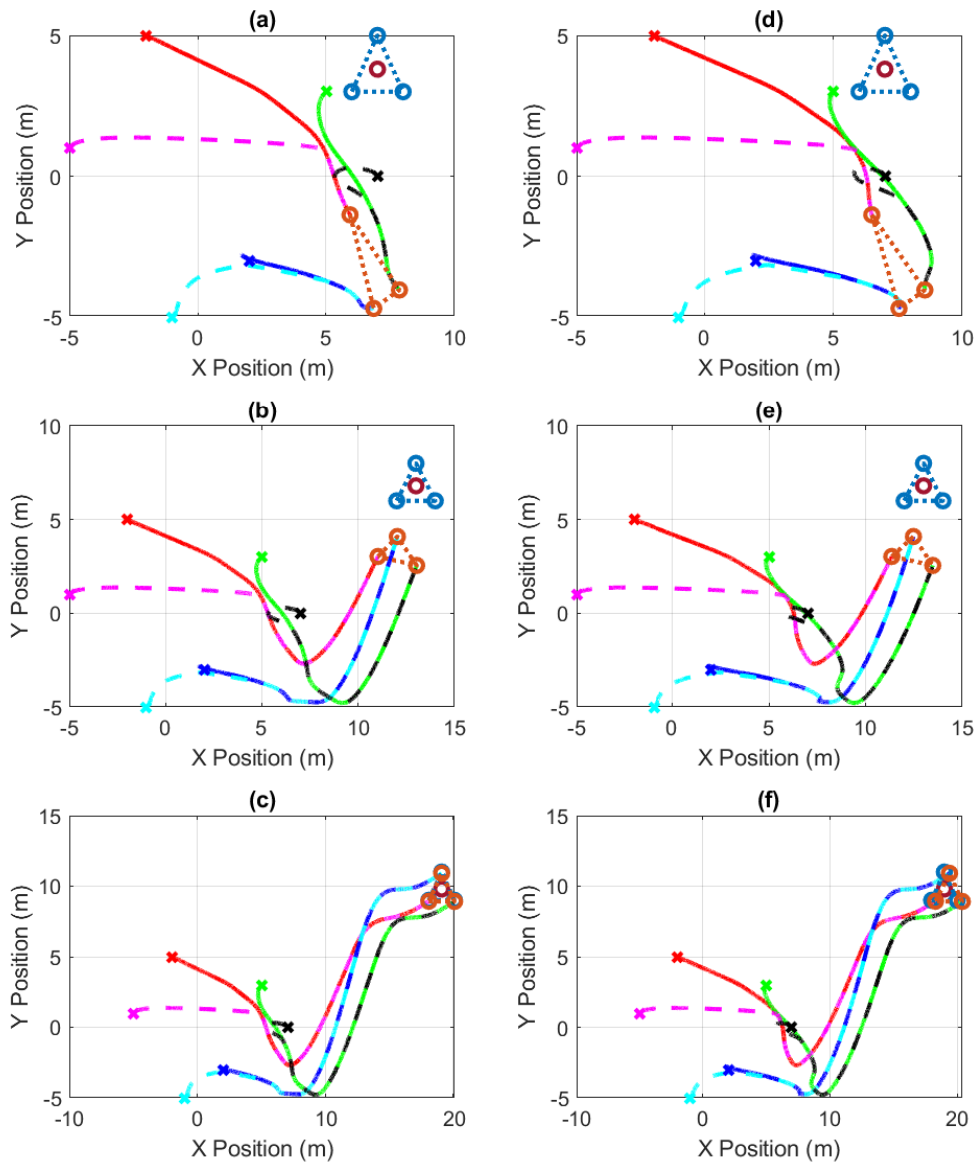 (a)
5
0
-5
Y Position (m)
-5 0 5 10
X Position (m)
(d)
5
0
-5
Y Position (m)
-5 0 5 10
X Position (m)
(b)
10
5
0
-5
Y Position (m)
-5 0 5 10 15
X Position (m)
(e)
10
5
0
-5
Y Position (m)
-5 0 5 10 15
X Position (m)
(c)
15
10
5
0
-5
Y Position (m)
-10 0 10 20
X Position (m)
(f)
15
10
5
0
-5
Y Position (m)
-10 0 10 20
X Position (m)